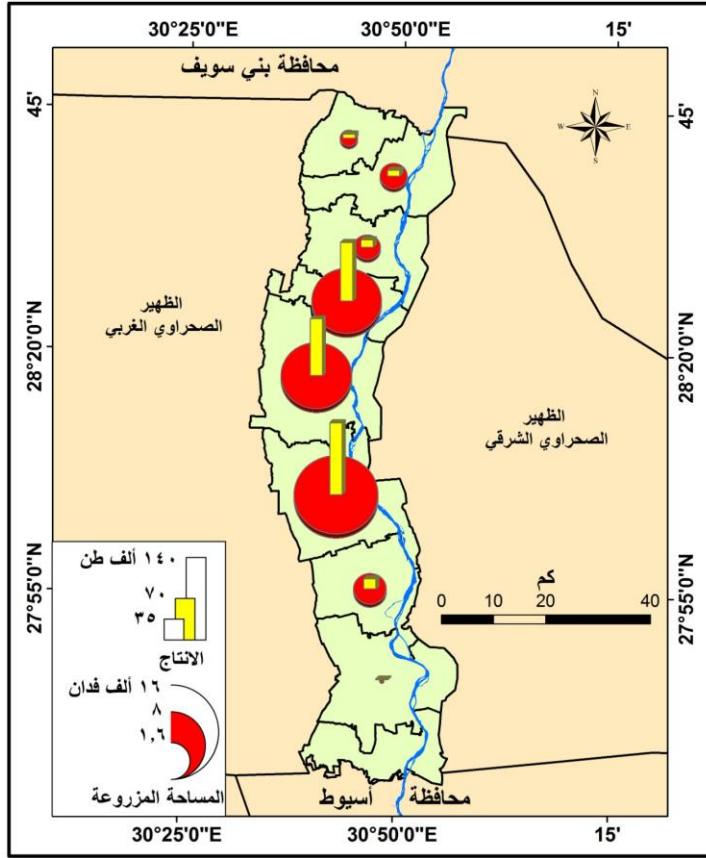 30°25'0"E
30°50'0"E
15'
محافظة بني سويف
45'
45'
N
W
E
S
الظهير
الصحراوي الغربي
28°20'0"N
28°20'0"N
الظهير
الصحراوي الشرقي
27°55'0"N
27°55'0"N
١٤٠ ألف طن
٧٠
٣٥
الانتاج
١٦ ألف فدان
٨
١,٦
المساحة المزروعة
كم
0 10 20 40
محافظة أسيوط
30°25'0"E
30°50'0"E
15'